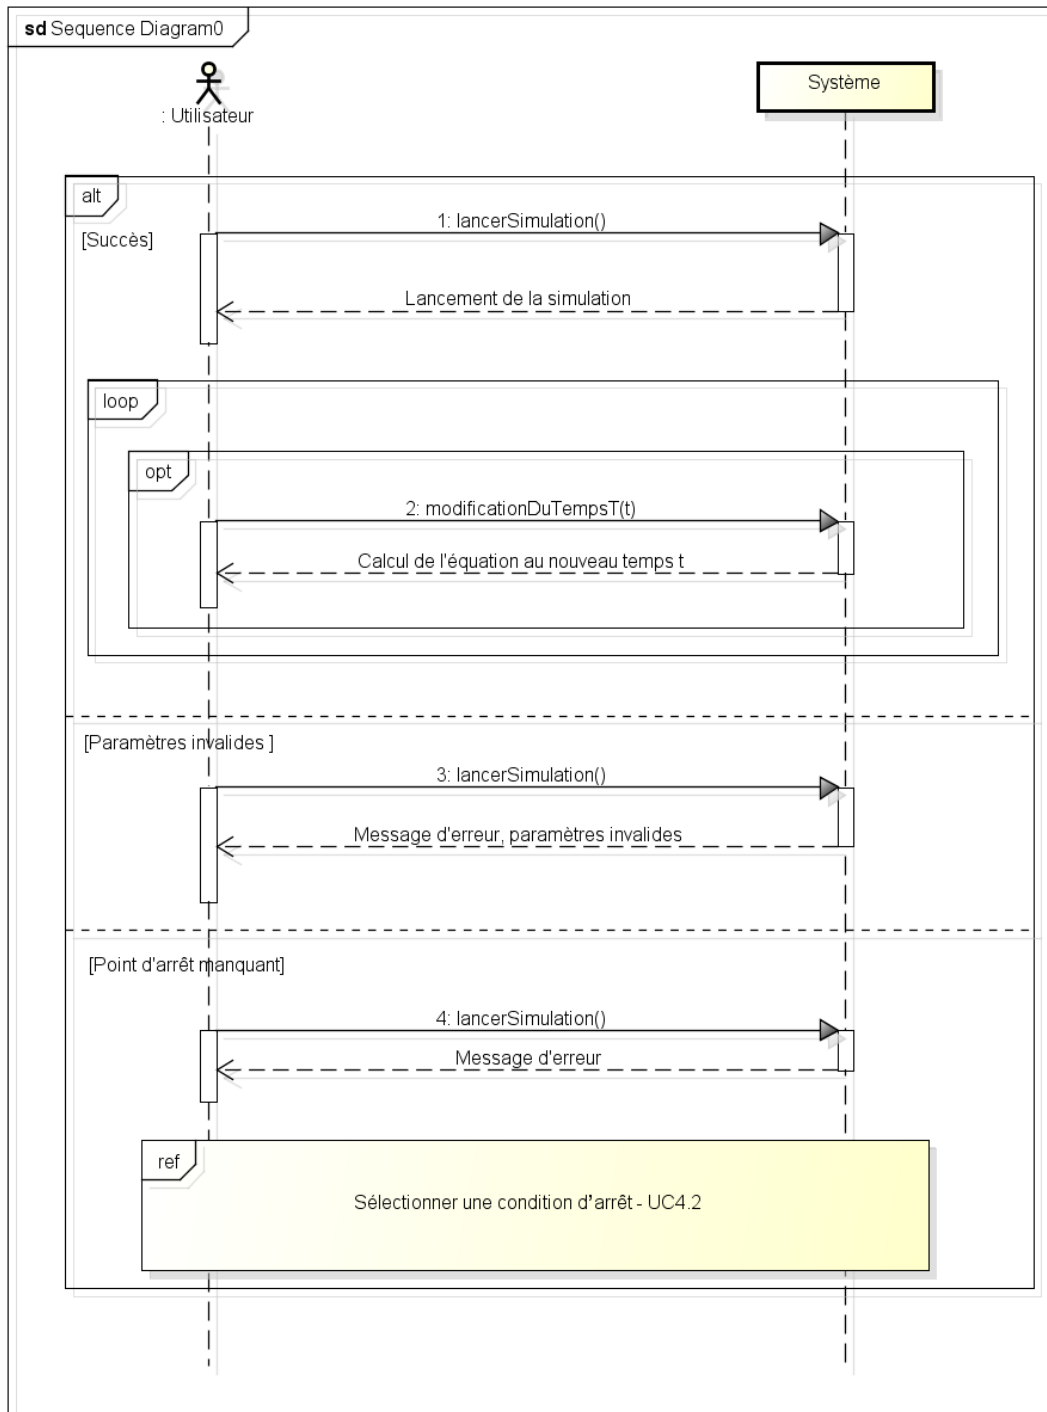 sd Sequence Diagram0
: Utilisateur
Système
alt
[Succès]
1: lancerSimulation()
Lancement de la simulation
loop
opt
2: modificationDuTempsT(t)
Calcul de l'équation au nouveau temps t
[Paramètres invalides ]
3: lancerSimulation()
Message d'erreur, paramètres invalides
[Point d'arrêt manquant]
4: lancerSimulation()
Message d'erreur
ref
Sélectionner une condition d’arrêt - UC4.2